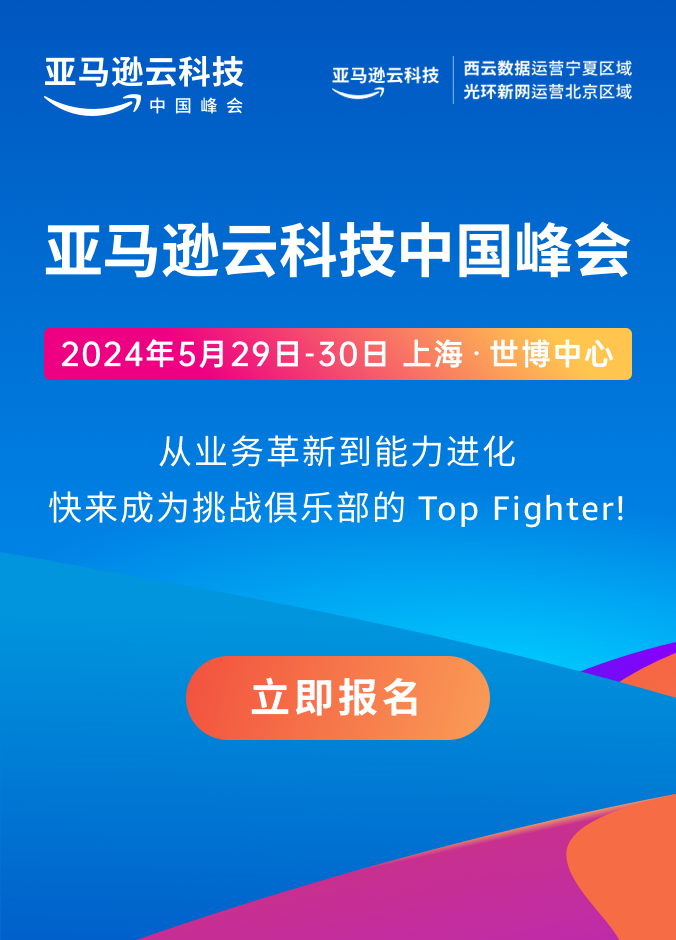 亚马逊云科技
中国峰会
亚马逊云科技
西云数据运营宁夏区域
光环新网运营北京区域
亚马逊云科技中国峰会
2024年5月29日-30日 上海·世博中心
从业务革新到能力进化
快来成为挑战俱乐部的 Top Fighter!
立即报名